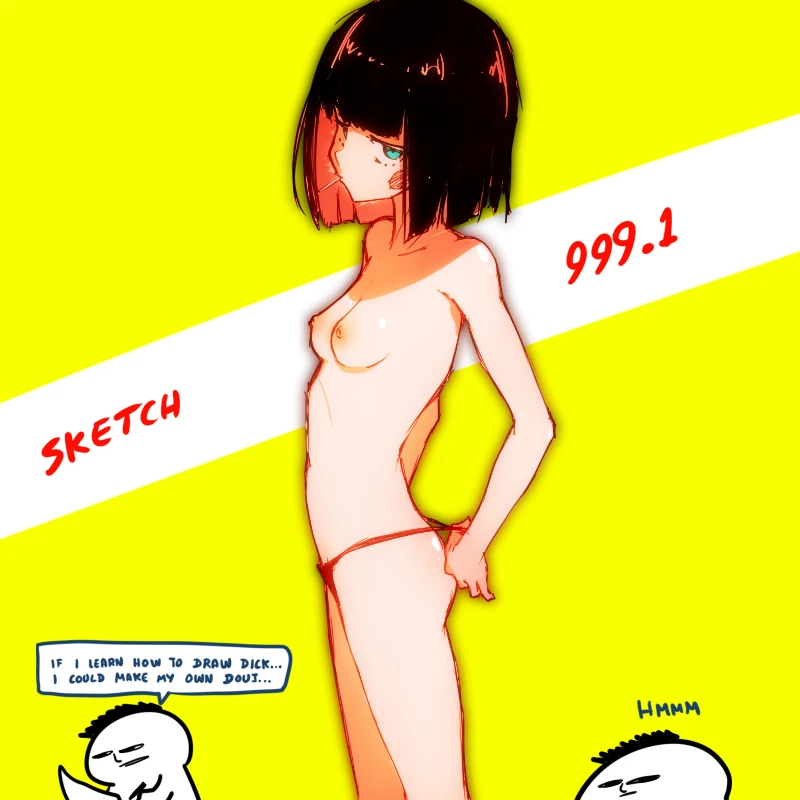 999.1
SKETCH
IF I LEARN HOW TO DRAW DICK...
I COULD MAKE MY OWN DOUJ...
HMMM